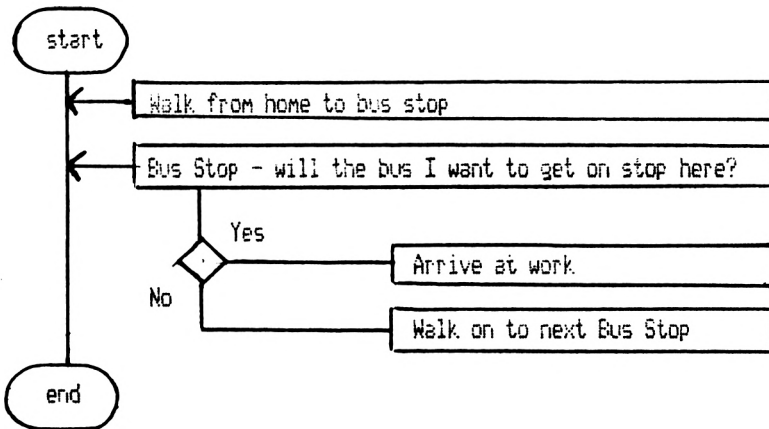 start
Walk from home to bus stop
Bus Stop - will the bus I want to get on stop here?
Yes
Arrive at work
No
Walk on to next Bus Stop
end